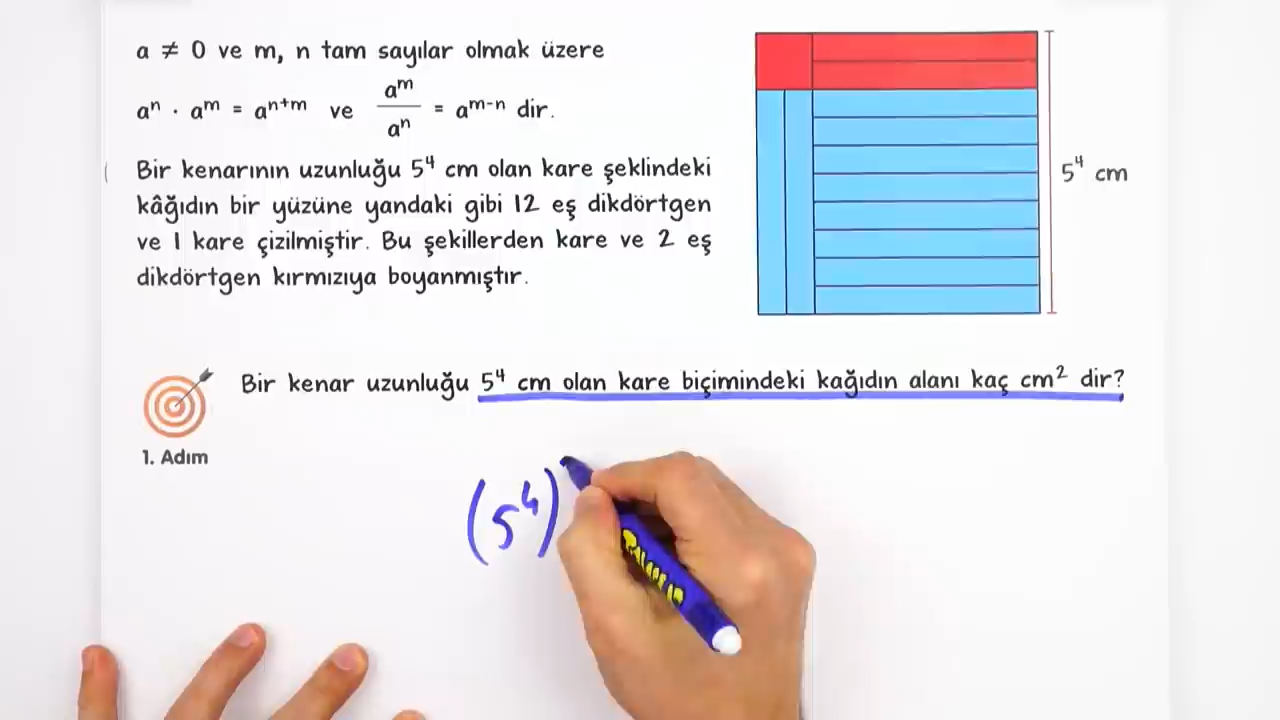 a ≠ 0 ve m, n tam sayılar olmak üzere
aⁿ · aᵐ = aⁿ⁺ᵐ ve aᵐ/aⁿ = aᵐ⁻ⁿ dir.
Bir kenarının uzunluğu 5⁴ cm olan kare şeklindeki
kâğıdın bir yüzüne yandaki gibi 12 eş dikdörtgen
ve 1 kare çizilmiştir. Bu şekillerden kare ve 2 eş
dikdörtgen kırmızıya boyanmıştır.
5⁴ cm
Bir kenar uzunluğu 5⁴ cm olan kare biçimindeki kağıdın alanı kaç cm² dir?
1. Adım
(5⁴)